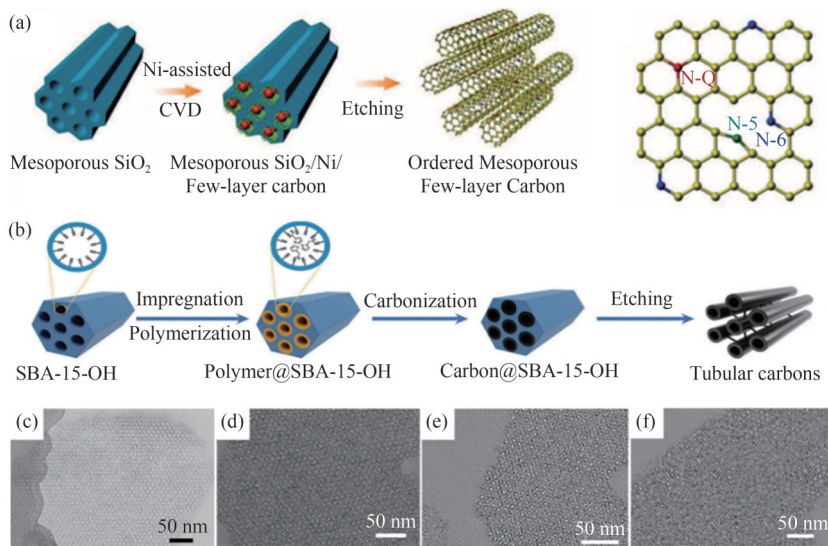 (a)
Ni-assisted
CVD
Etching
Mesoporous SiO₂
Mesoporous SiO₂/Ni/
Few-layer carbon
Ordered Mesoporous
Few-layer Carbon
N-Q
N-5
N-6
(b)
Impregnation
Polymerization
Carbonization
Etching
SBA-15-OH
Polymer@SBA-15-OH
Carbon@SBA-15-OH
Tubular carbons
(c)
50 nm
(d)
50 nm
(e)
50 nm
(f)
50 nm